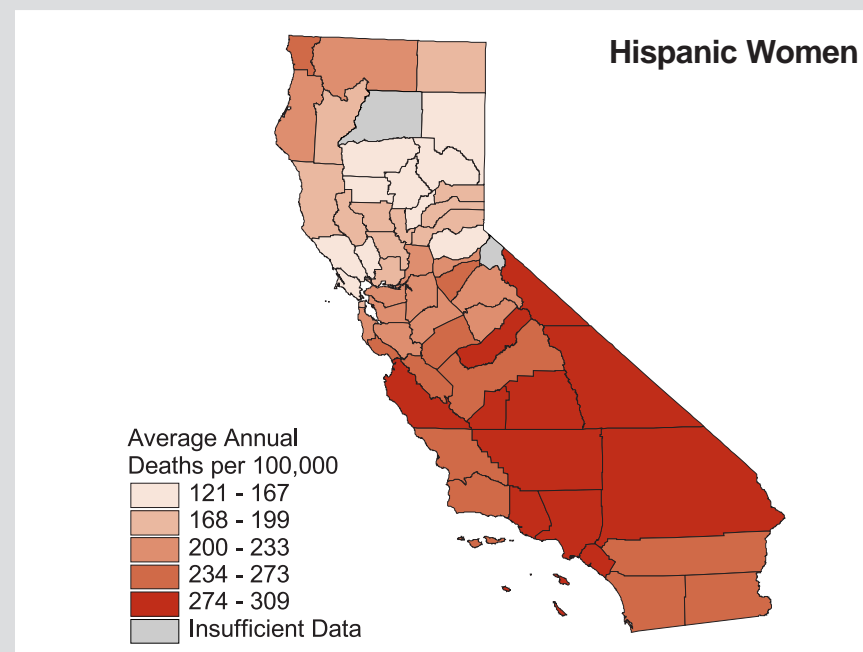 Hispanic Women
Average Annual
Deaths per 100,000
121 - 167
168 - 199
200 - 233
234 - 273
274 - 309
Insufficient Data